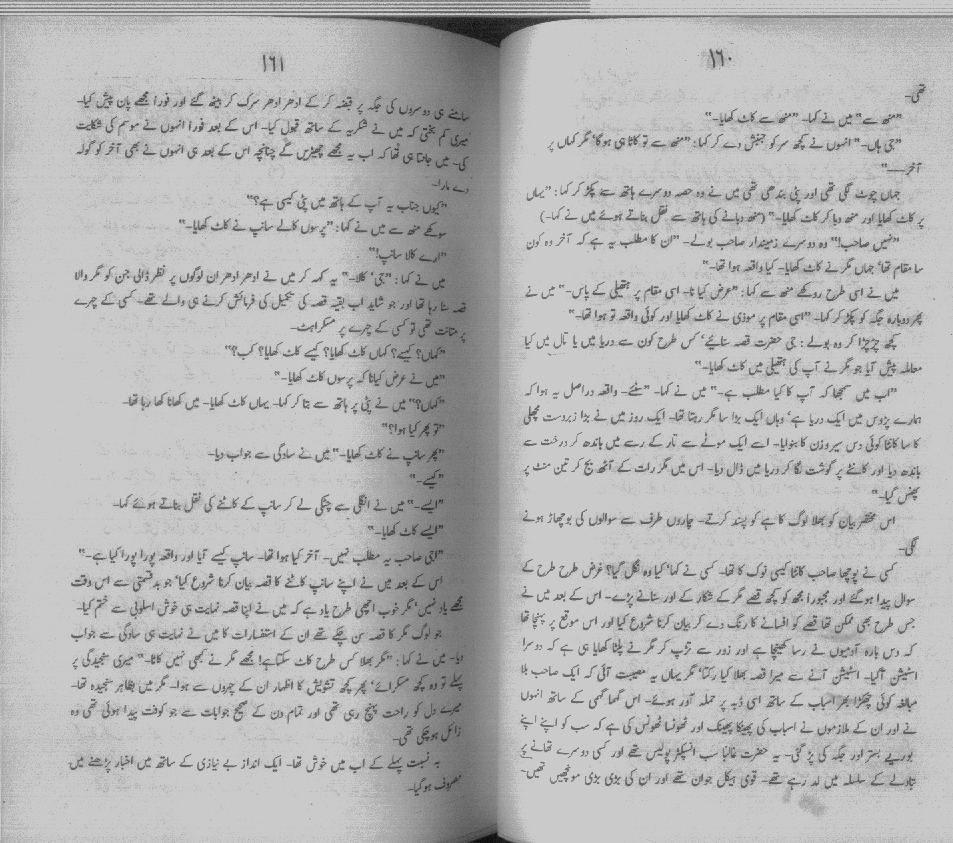 ۱۶۰
تھی۔
”منھ سے“ میں نے کہا۔ ”منھ سے کاٹ کھایا۔“
”جی ہاں۔“ انہوں نے کچھ سر کو جنبش دے کر کہا: ”منھ سے تو کاٹا ہی ہوگا‘ مگر کہاں پر
آخر___“
جہاں چوٹ لگی تھی اور پٹی بندھی تھی میں نے وہ حصہ دوسرے ہاتھ سے پکڑ کر کہا: ”یہاں
پر کاٹ کھایا اور منھ دبا کر کاٹ کھایا۔“ (منھ دبانے کی ہاتھ سے نقل بناتے ہوئے میں نے کہا۔)
”نہیں صاحب!“ وہ دوسرے زمیندار صاحب بولے۔ ”ان کا مطلب یہ ہے کہ آخر وہ کون
سا مقام تھا‘ جہاں مگر نے کاٹ کھایا۔ کیا واقعہ ہوا تھا۔“
میں نے اسی طرح روکھے منھ سے کہا: ”عرض کیا نا۔ اسی مقام پر ہتھیلی کے پاس۔“ میں نے
پھر دوبارہ جگہ کو پکڑ کر کہا۔ ”اسی مقام پر موذی نے کاٹ کھایا اور کوئی واقعہ تو ہوا تھا۔“
کچھ چڑچڑا کر وہ بولے: جی حضرت قصہ سنائیے‘ کس طرح کون سے دریا میں یا تال میں کیا
معاملہ پیش آیا جو مگر نے آپ کی ہتھیلی میں کاٹ کھایا۔“
”اب میں سمجھا کہ آپ کا کیا مطلب ہے۔“ میں نے کہا۔ ”سنئے۔ واقعہ دراصل یہ ہوا کہ
ہمارے پڑوس میں ایک دریا ہے‘ وہاں ایک بڑا سا مگر رہتا تھا۔ ایک روز میں نے بڑا زبردست مچھلی
کا سا کانٹا کوئی دس سیر وزن کا بنوایا۔ اسے ایک موٹے سے تار کے رسے میں باندھ کر درخت سے
باندھ دیا اور کانٹے پر گوشت لگا کر دریا میں ڈال دیا۔ اس میں مگر رات کے آٹھ بج کر تین منٹ پر
پھنس گیا۔“
اس مختصر بیان کو بھلا لوگ کاہے کو پسند کرتے۔ چاروں طرف سے سوالوں کی بوچھاڑ ہونے
لگی۔
کسی نے پوچھا صاحب کانٹا کیسی نوک کا تھا۔ کسی نے کہا‘ کیا وہ نگل گیا؟ غرض طرح طرح کے
سوال پیدا ہوگئے اور مجبوراً مجھ کو کچھ قصے مگر کے شکار کے اور سنانے پڑے۔ اس کے بعد میں نے
جس طرح بھی ممکن تھا قصے کو افسانے کا رنگ دے کر بیان کرنا شروع کیا اور اس موقع پر پہنچا تھا
کہ دس بارہ آدمیوں نے رسا کھینچا ہے اور زور سے تڑپ کر مگر نے پلٹا کھایا ہی ہے کہ دوسرا
اسٹیشن آگیا۔ اسٹیشن آنے سے میرا قصہ بھلا کیا رکتا‘ مگر یہاں یہ مصیبت آئی کہ ایک صاحب بلا
مبالغہ کوئی چھکڑا بھر اسباب کے ساتھ اسی ڈبہ پر حملہ آور ہوئے۔ اس گھما گھمی کے ساتھ انہوں
نے اور ان کے ملازموں نے اسباب کی پھینکا پھینک اور ٹھونسا ٹھونس کی ہے کہ سب کو اپنے اپنے
بوریے بستر اور جگہ کی پڑ گئی۔ یہ حضرت غالباً سب انسپکٹر پولیس تھے اور کسی دوسرے تھانے پر
تبادلے کے سلسلہ میں لد رہے تھے۔ قوی ہیکل جوان تھے اور ان کی بڑی بڑی مونچھیں تھیں۔
۱۶۱
سامنے ہی دوسروں کی جگہ پر قبضہ کر کے ادھر ادھر سرک کر بیٹھ گئے اور فوراً مجھے پان پیش کیا۔
میری کم بختی کہ میں نے شکریہ کے ساتھ قبول کیا۔ اس کے بعد فوراً انہوں نے موسم کی شکایت
کی۔ میں جانتا ہی تھا کہ اب یہ مجھے چھیڑیں گے چنانچہ اس کے بعد ہی انہوں نے بھی آخر کو گولہ
دے مارا۔
”کیوں جناب یہ آپ کے ہاتھ میں پٹی کیسی ہے؟“
سوکھے منھ سے میں نے کہا: ”پرسوں کالے سانپ نے کاٹ کھایا۔“
”ارے کالا سانپ!“
میں نے کہا: ”جی‘ کالا۔“ یہ کہہ کر میں نے ادھر ادھر ان لوگوں پر نظر ڈالی جن کو مگر والا
قصہ سنا رہا تھا اور جو شاید اب بقیہ قصہ کی تکمیل کی فرمائش کرنے ہی والے تھے۔ کسی کے چہرے
پر متانت تھی تو کسی کے چہرے پر مسکراہٹ۔
”کہاں؟ کیسے؟ کہاں کاٹ کھایا؟ کیسے کاٹ کھایا؟ کب؟“
”میں نے عرض کیا نا کہ پرسوں کاٹ کھایا۔“
”کہاں؟“ میں نے پٹی پر ہاتھ سے بتا کر کہا۔ یہاں کاٹ کھایا۔ میں کھانا کھا رہا تھا۔
”تو پھر کیا ہوا؟“
”پھر سانپ نے کاٹ کھایا۔“ میں نے سادگی سے جواب دیا۔
”کیسے۔“
”ایسے۔“ میں نے انگلی سے چٹکی لے کر سانپ کے کاٹنے کی نقل بناتے ہوئے کہا۔
”ایسے کاٹ کھایا۔“
”اجی صاحب یہ مطلب نہیں۔ آخر کیا ہوا تھا۔ سانپ کیسے آیا اور واقعہ پورا پورا کیا ہے۔“
اس کے بعد میں نے اپنے سانپ کاٹنے کا قصہ بیان کرنا شروع کیا‘ جو بدقسمتی سے اس وقت
مجھے یاد نہیں‘ مگر خوب اچھی طرح یاد ہے کہ میں نے اپنا قصہ نہایت ہی خوش اسلوبی سے ختم کیا۔
جو لوگ مگر کا قصہ سن چکے تھے ان کے استفسارات کا میں نے نہایت ہی سادگی سے جواب
دیا۔ میں نے کہا: ”مگر بھلا کس طرح کاٹ سکتا ہے! مجھے مگر نے کبھی نہیں کاٹا۔“ میری سنجیدگی پر
پہلے تو وہ کچھ مسکرائے‘ پھر کچھ تشویش کا اظہار ان کے چہروں سے ہوا۔ مگر میں بظاہر سنجیدہ تھا۔
میرے دل کو راحت پہنچ رہی تھی اور تمام دن کے صحیح جوابات سے جو کوفت پیدا ہوئی تھی وہ
زائل ہوچکی تھی۔
بہ نسبت پہلے کے اب میں خوش تھا۔ ایک انداز بے نیازی کے ساتھ میں اخبار پڑھنے میں
مصروف ہوگیا۔